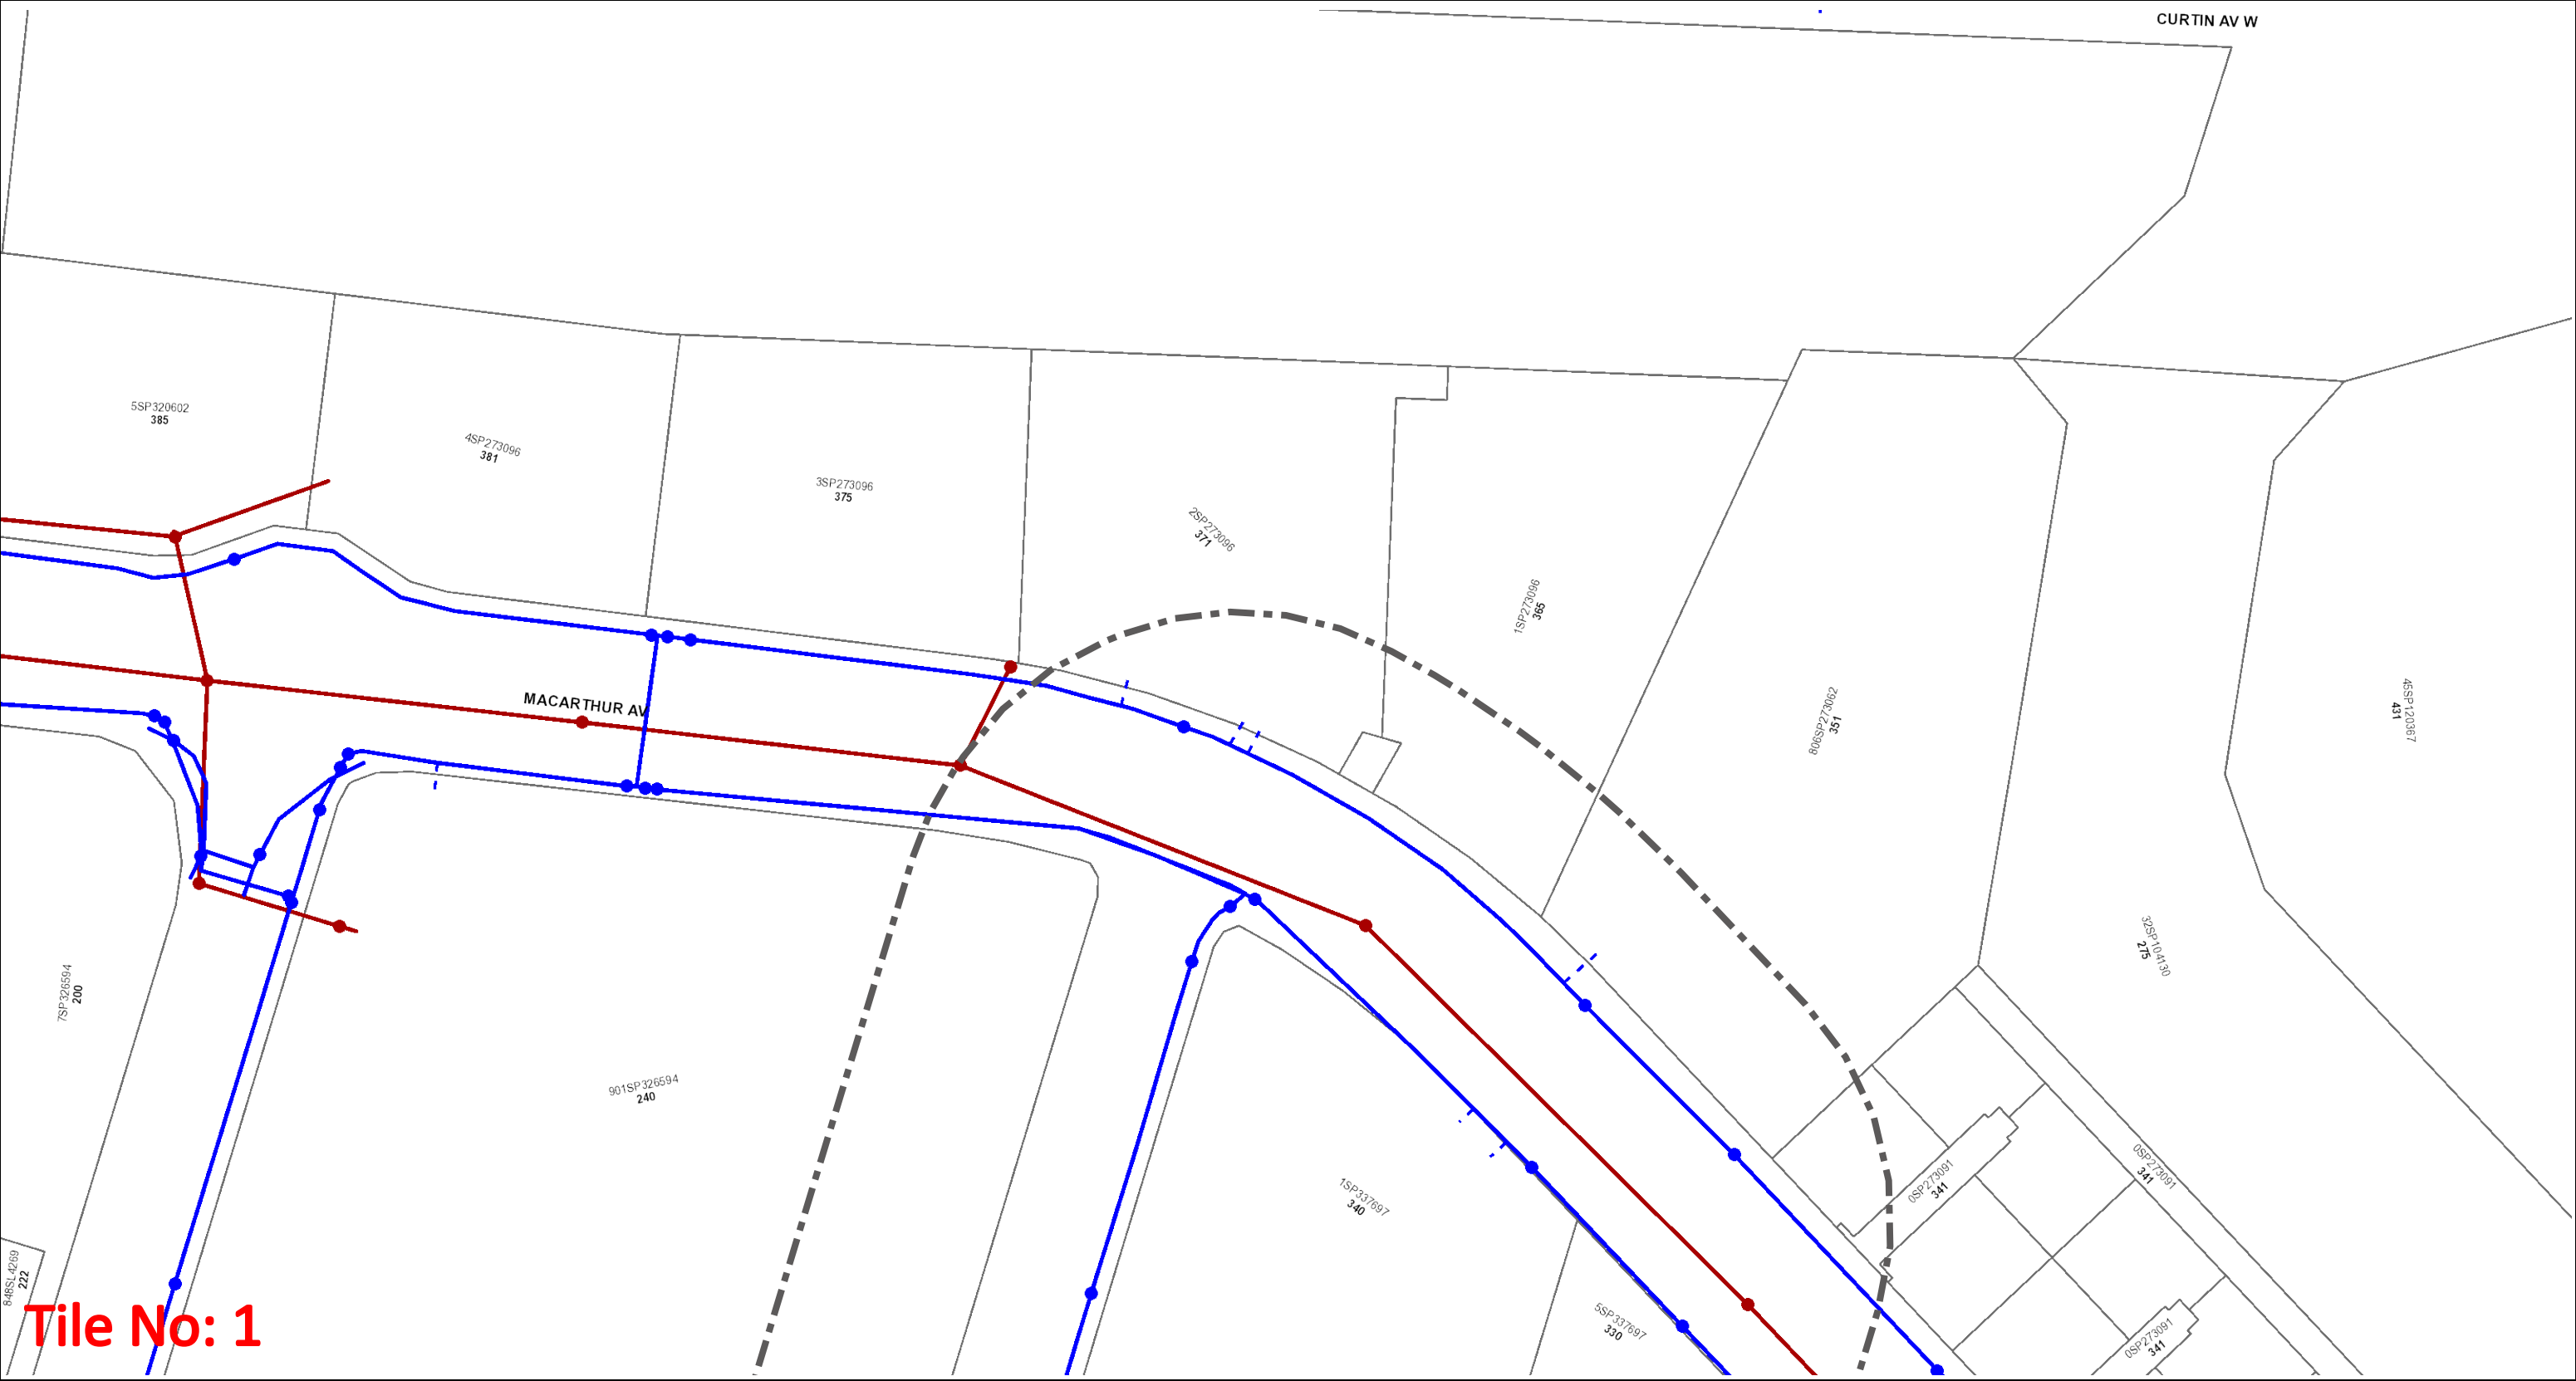 CURTIN AV W
5SP320602
385
4SP273096
381
3SP273096
375
2SP273096
371
1SP273096
365
806SP273062
351
45SP120367
431
MACARTHUR AV
32SP104130
275
7SP326594
200
901SP326594
240
1SP337697
340
0SP273091
341
0SP273091
341
848SL4269
222
5SP337697
330
0SP273091
341
Tile No: 1